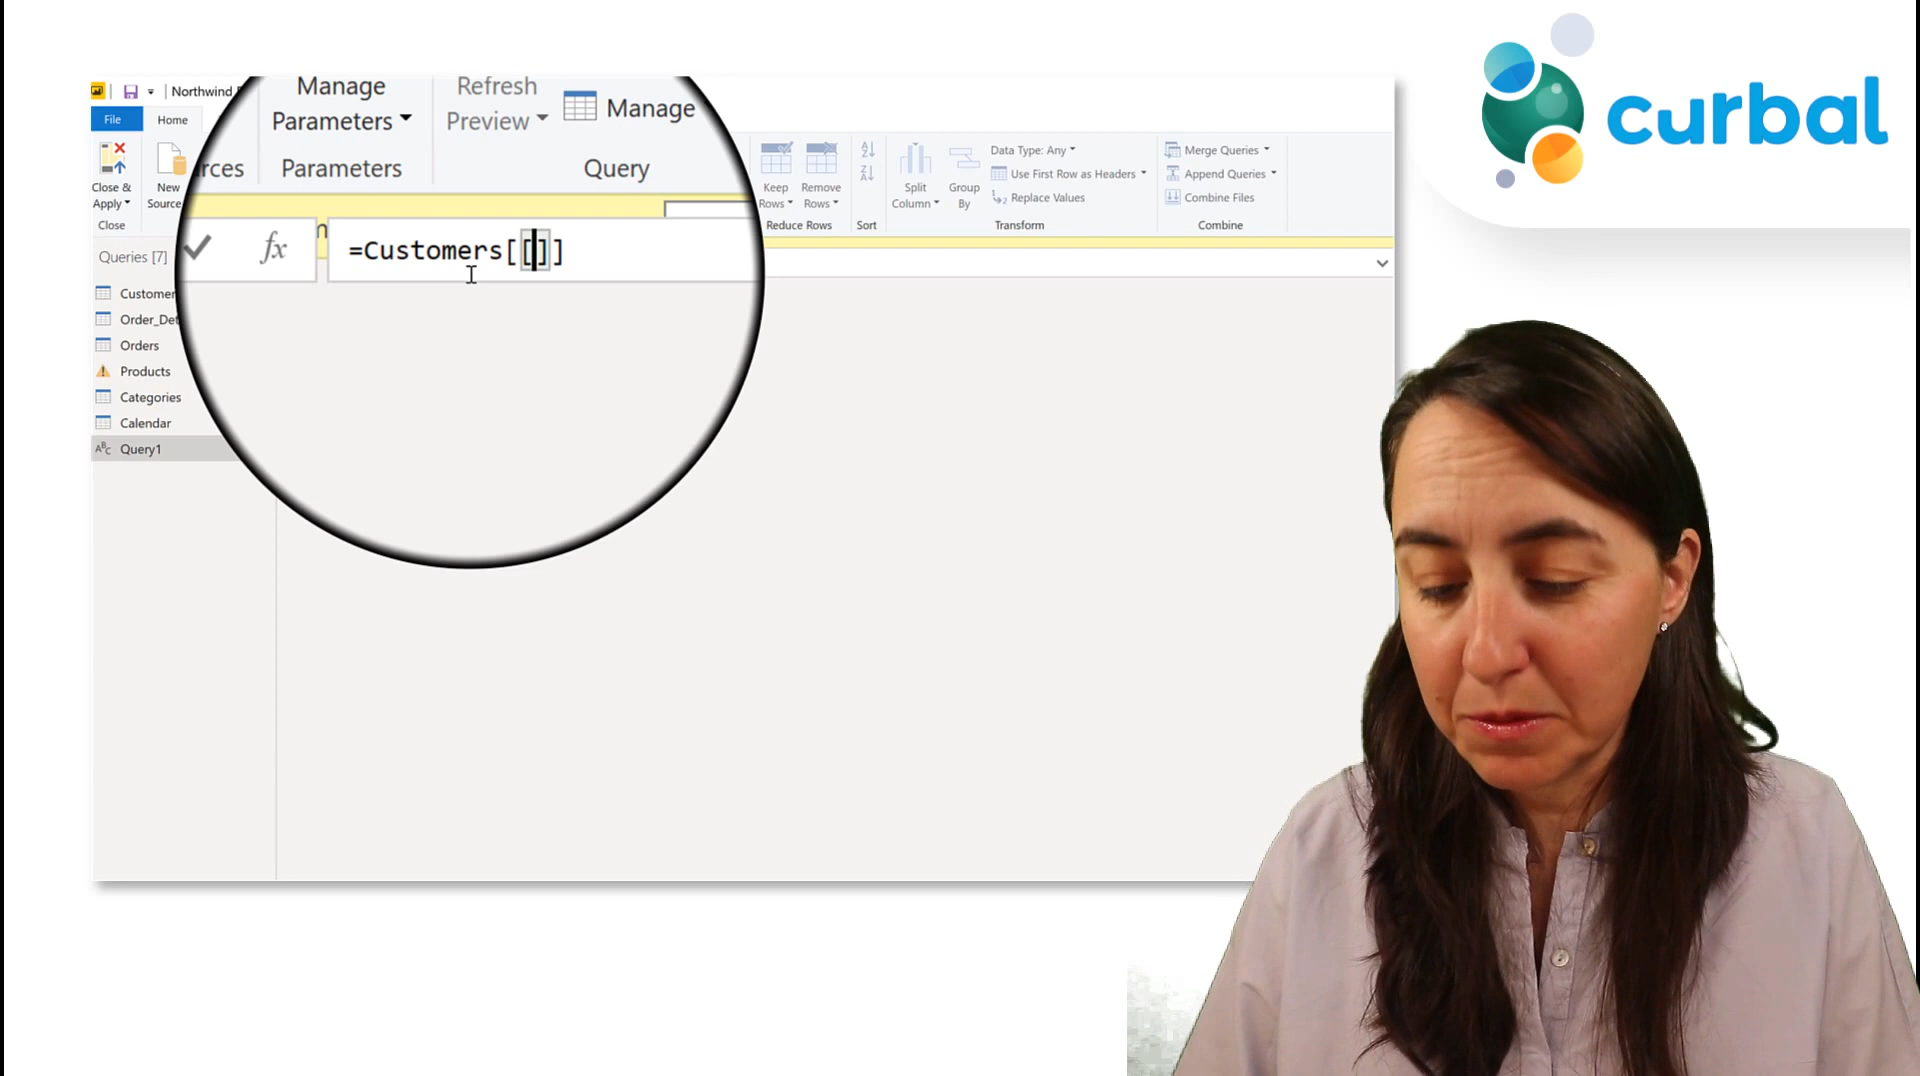 curbal
Northwind
File
Home
Manage
Parameters
Parameters
Refresh
Preview
Manage
Query
Close &
Apply
Close
New
Source
Keep
Rows
Remove
Rows
Reduce Rows
Sort
Split
Column
Group
By
Data Type: Any
Use First Row as Headers
Replace Values
Transform
Merge Queries
Append Queries
Combine Files
Combine
fx
=Customers[[]]
Queries [7]
Customer
Order_Det
Orders
Products
Categories
Calendar
ABC Query1